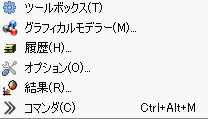 ツールボックス(T)
グラフィカルモデラー(M)...
履歴(H)...
オプション(O)...
結果(R)...
コマンダ(C) Ctrl+Alt+M